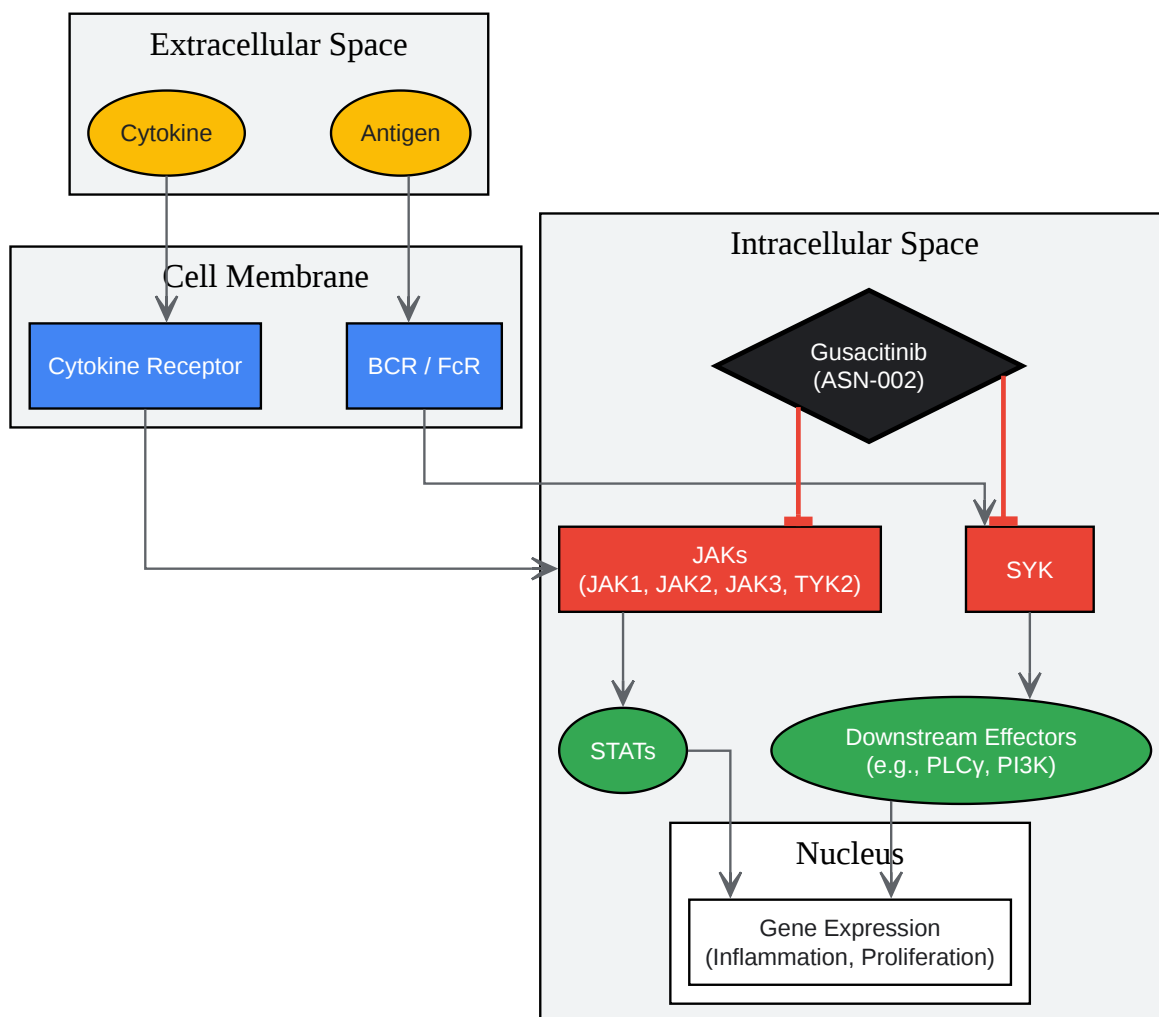 Extracellular Space
Cytokine
Antigen
Cell Membrane
Cytokine Receptor
BCR / FcR
Intracellular Space
Gusacitinib
(ASN-002)
JAKs
(JAK1, JAK2, JAK3, TYK2)
SYK
STATs
Downstream Effectors
(e.g., PLCγ, PI3K)
Nucleus
Gene Expression
(Inflammation, Proliferation)